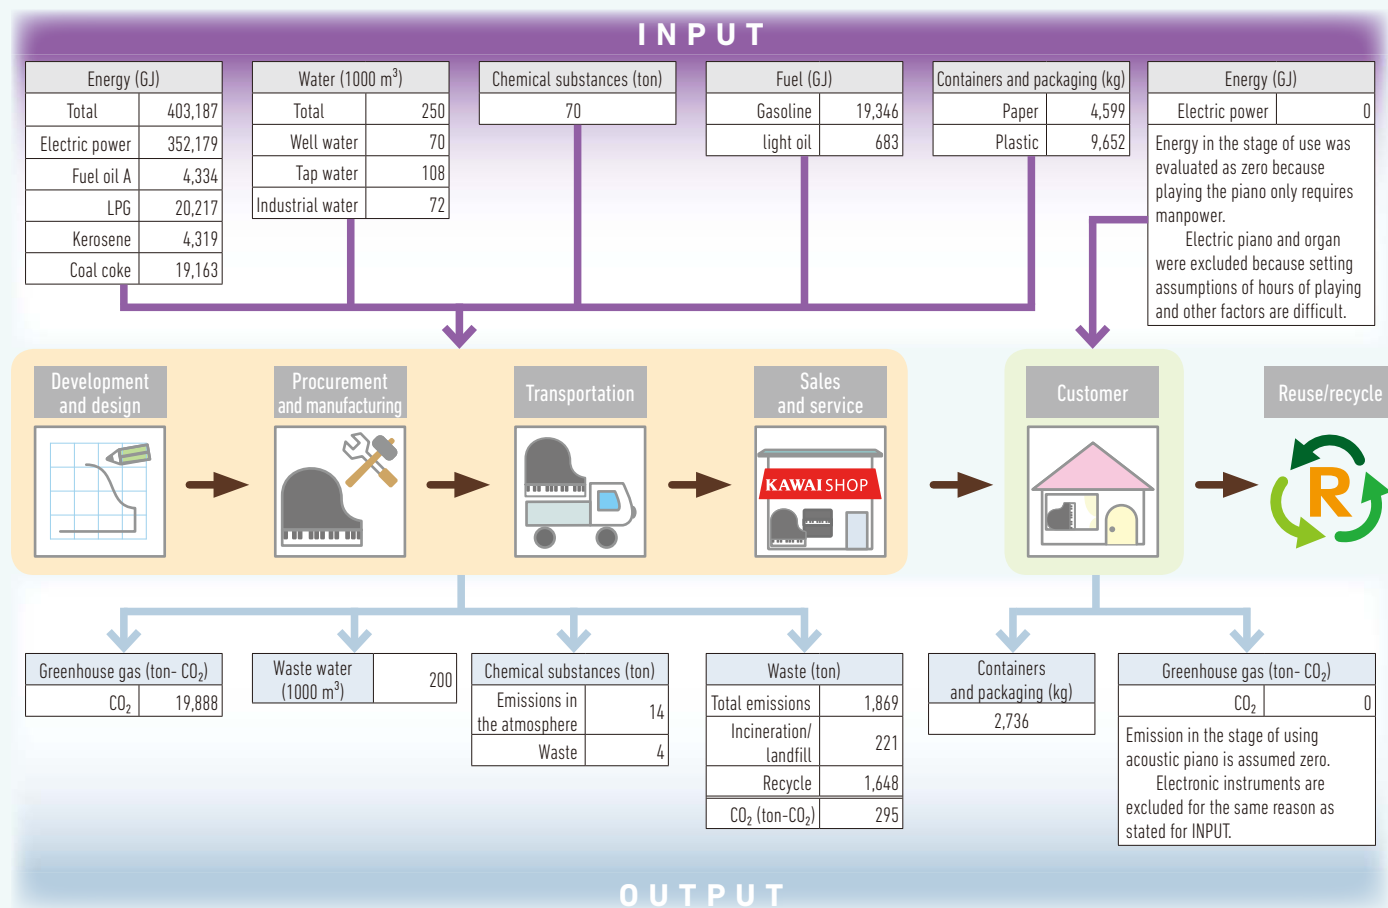 INPUT
Energy (GJ)
Total 403,187
Electric power 352,179
Fuel oil A 4,334
LPG 20,217
Kerosene 4,319
Coal coke 19,163
Water (1000 m³)
Total 250
Well water 70
Tap water 108
Industrial water 72
Chemical substances (ton)
70
Fuel (GJ)
Gasoline 19,346
light oil 683
Containers and packaging (kg)
Paper 4,599
Plastic 9,652
Energy (GJ)
Electric power 0
Energy in the stage of use was
evaluated as zero because
playing the piano only requires
manpower.
Electric piano and organ
were excluded because setting
assumptions of hours of playing
and other factors are difficult.
Development
and design
Procurement
and manufacturing
Transportation
Sales
and service
KAWAI SHOP
Customer
Reuse/recycle
R
Greenhouse gas (ton- CO₂)
CO₂ 19,888
Waste water
(1000 m³)
200
Chemical substances (ton)
Emissions in
the atmosphere
14
Waste 4
Waste (ton)
Total emissions 1,869
Incineration/
landfill
221
Recycle 1,648
CO₂ (ton-CO₂) 295
Containers
and packaging (kg)
2,736
Greenhouse gas (ton- CO₂)
CO₂ 0
Emission in the stage of using
acoustic piano is assumed zero.
Electronic instruments are
excluded for the same reason as
stated for INPUT.
OUTPUT